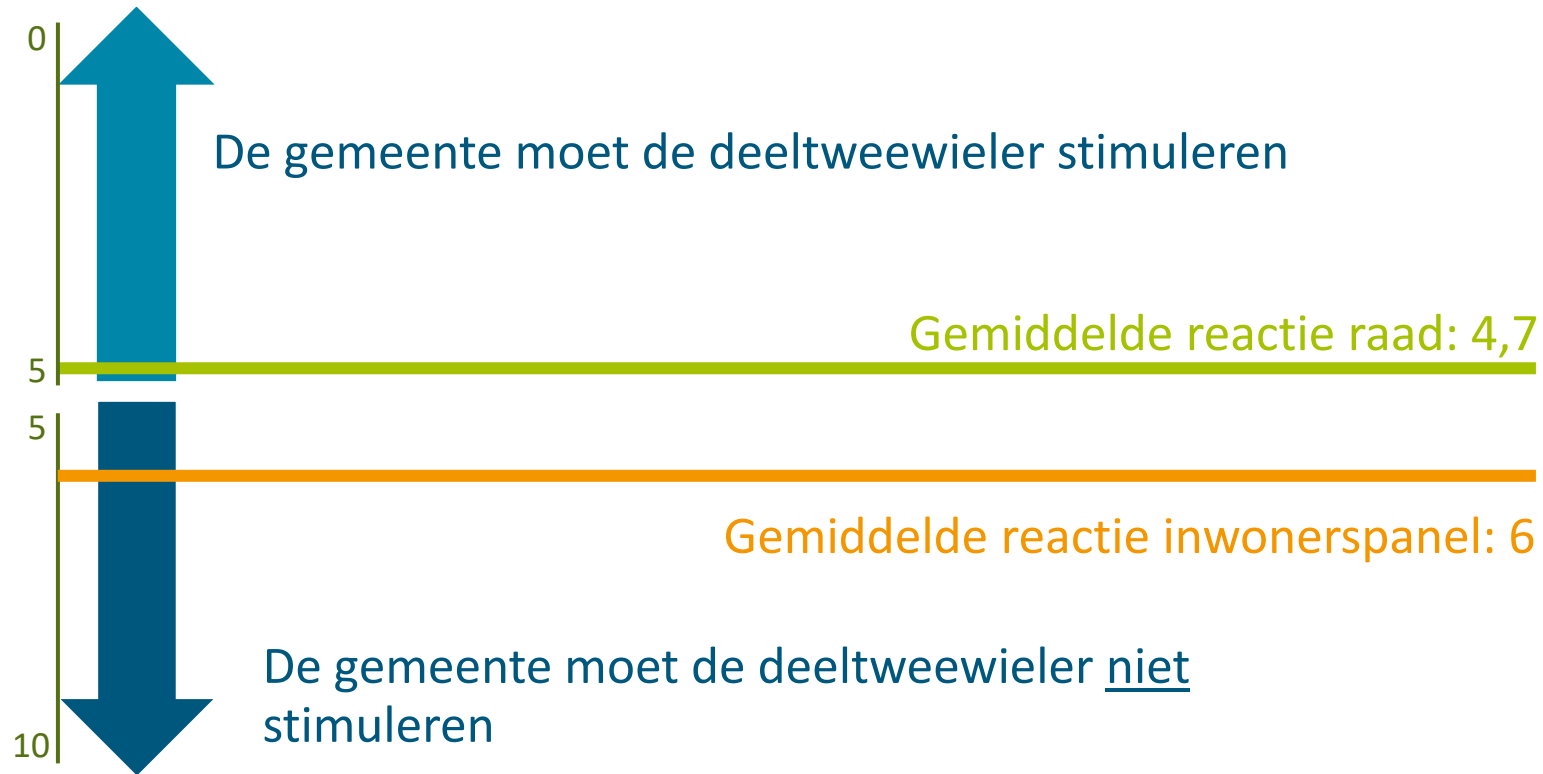 0
De gemeente moet de deeltweewieler stimuleren
Gemiddelde reactie raad: 4,7
5
5
Gemiddelde reactie inwonerspanel: 6
De gemeente moet de deeltweewieler niet
stimuleren
10